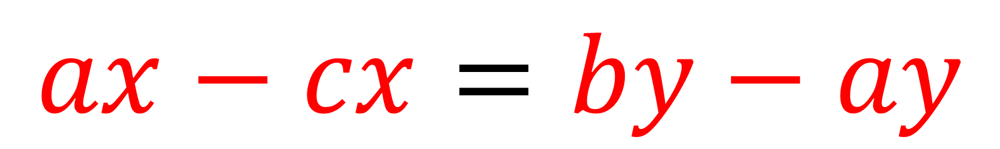 ax − cx = by − ay